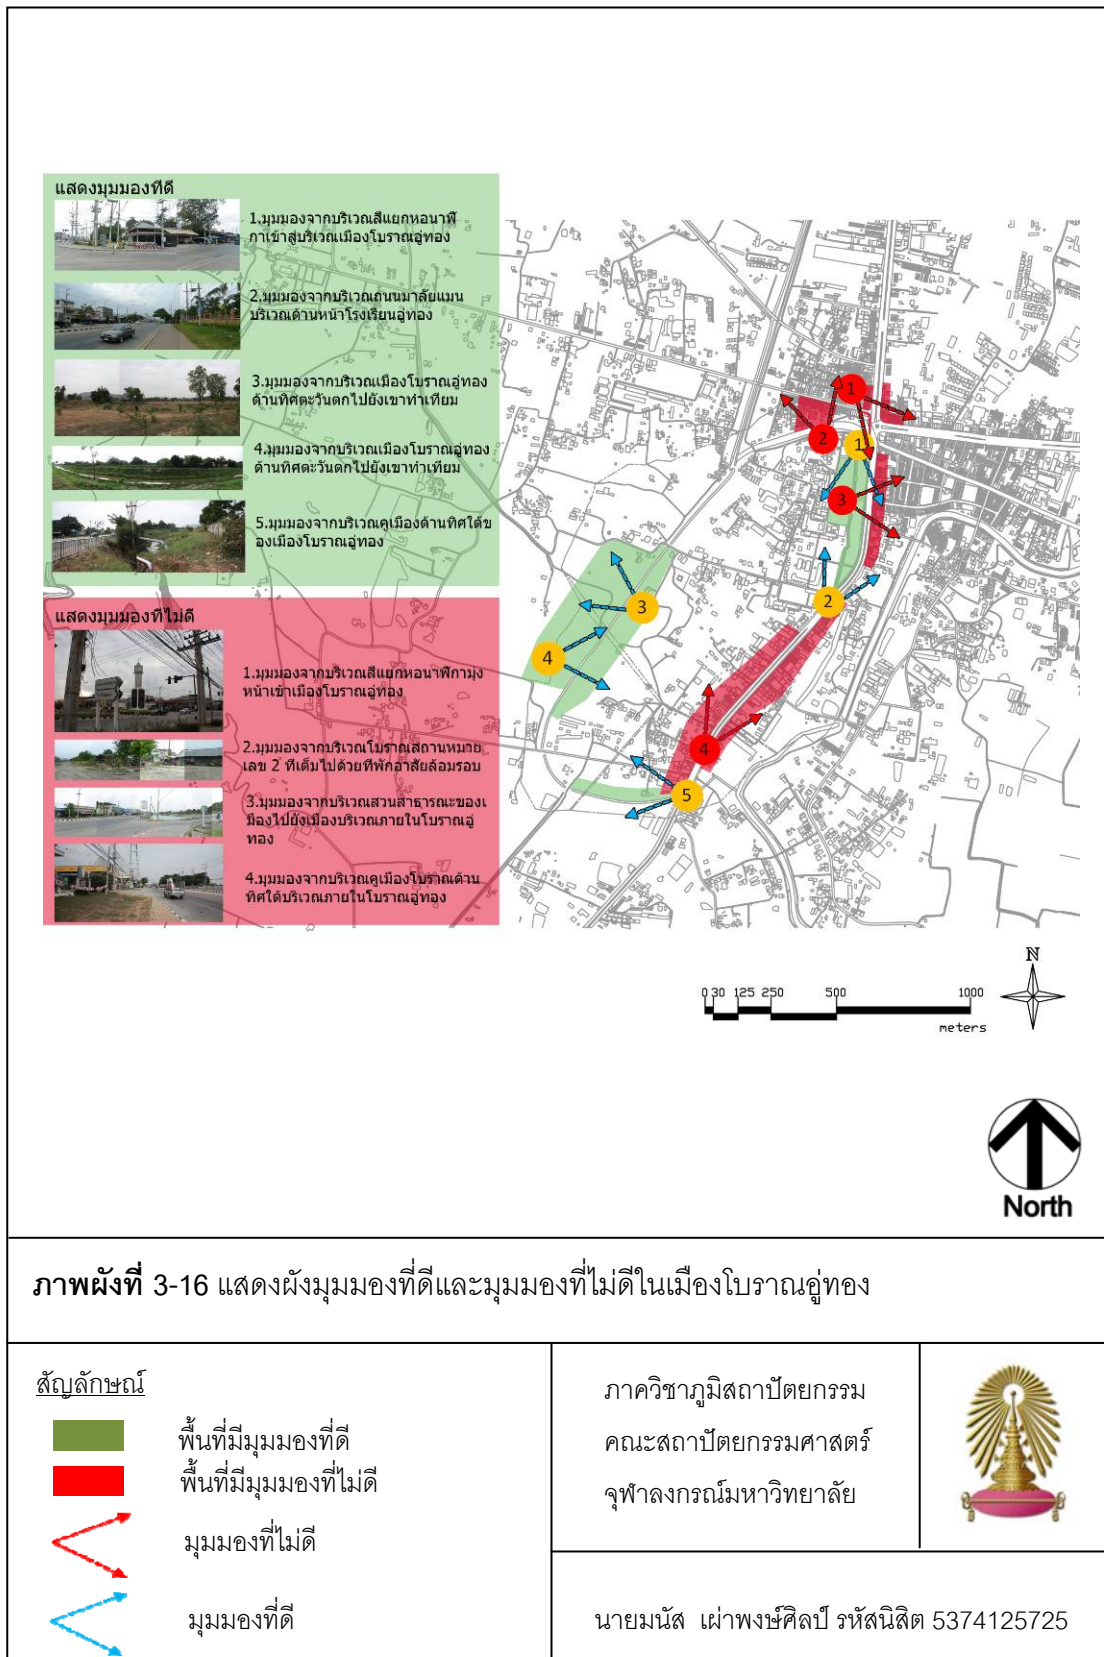 แสดงมุมมองที่ดี
1.มุมมองจากบริเวณสี่แยกหอนาฬิ
กาเข้าสู่บริเวณเมืองโบราณอู่ทอง
2.มุมมองจากบริเวณถนนมาลัยแมน
บริเวณด้านหน้าโรงเรียนอู่ทอง
3.มุมมองจากบริเวณเมืองโบราณอู่ทอง
ด้านทิศตะวันตกไปยังเขาทำเทียม
4.มุมมองจากบริเวณเมืองโบราณอู่ทอง
ด้านทิศตะวันตกไปยังเขาทำเทียม
5.มุมมองจากบริเวณคูเมืองด้านทิศใต้ข
องเมืองโบราณอู่ทอง
แสดงมุมมองที่ไม่ดี
1.มุมมองจากบริเวณสี่แยกหอนาฬิกามุ่ง
หน้าเข้าเมืองโบราณอู่ทอง
2.มุมมองจากบริเวณโบราณสถานหมาย
เลข 2 ที่เต็มไปด้วยที่พักอาศัยล้อมรอบ
3.มุมมองจากบริเวณสวนสาธารณะของเ
มืองไปยังเมืองบริเวณภายในโบราณอู่
ทอง
4.มุมมองจากบริเวณคูเมืองโบราณด้าน
ทิศใต้บริเวณภายในโบราณอู่ทอง
1
2
1
3
2
3
4
4
5
N
0 30 125 250 500 1000
meters
North
ภาพผังที่ 3-16 แสดงผังมุมมองที่ดีและมุมมองที่ไม่ดีในเมืองโบราณอู่ทอง
สัญลักษณ์
พื้นที่มีมุมมองที่ดี
พื้นที่มีมุมมองที่ไม่ดี
มุมมองที่ไม่ดี
มุมมองที่ดี
ภาควิชาภูมิสถาปัตยกรรม
คณะสถาปัตยกรรมศาสตร์
จุฬาลงกรณ์มหาวิทยาลัย
นายมนัส เผ่าพงษ์ศิลป์ รหัสนิสิต 5374125725